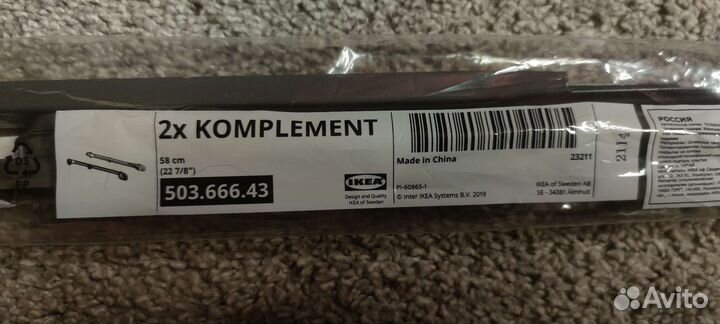 2x KOMPLEMENT
58 cm
(22 7/8")
503.666.43
IKEA
Design and Quality
IKEA of Sweden
Made in China
23211
PI-60865-1
© Inter IKEA Systems B.V. 2019
IKEA of Sweden AB
SE - 34381 Älmhult
2114
РОССИЯ
05
PP
Avito